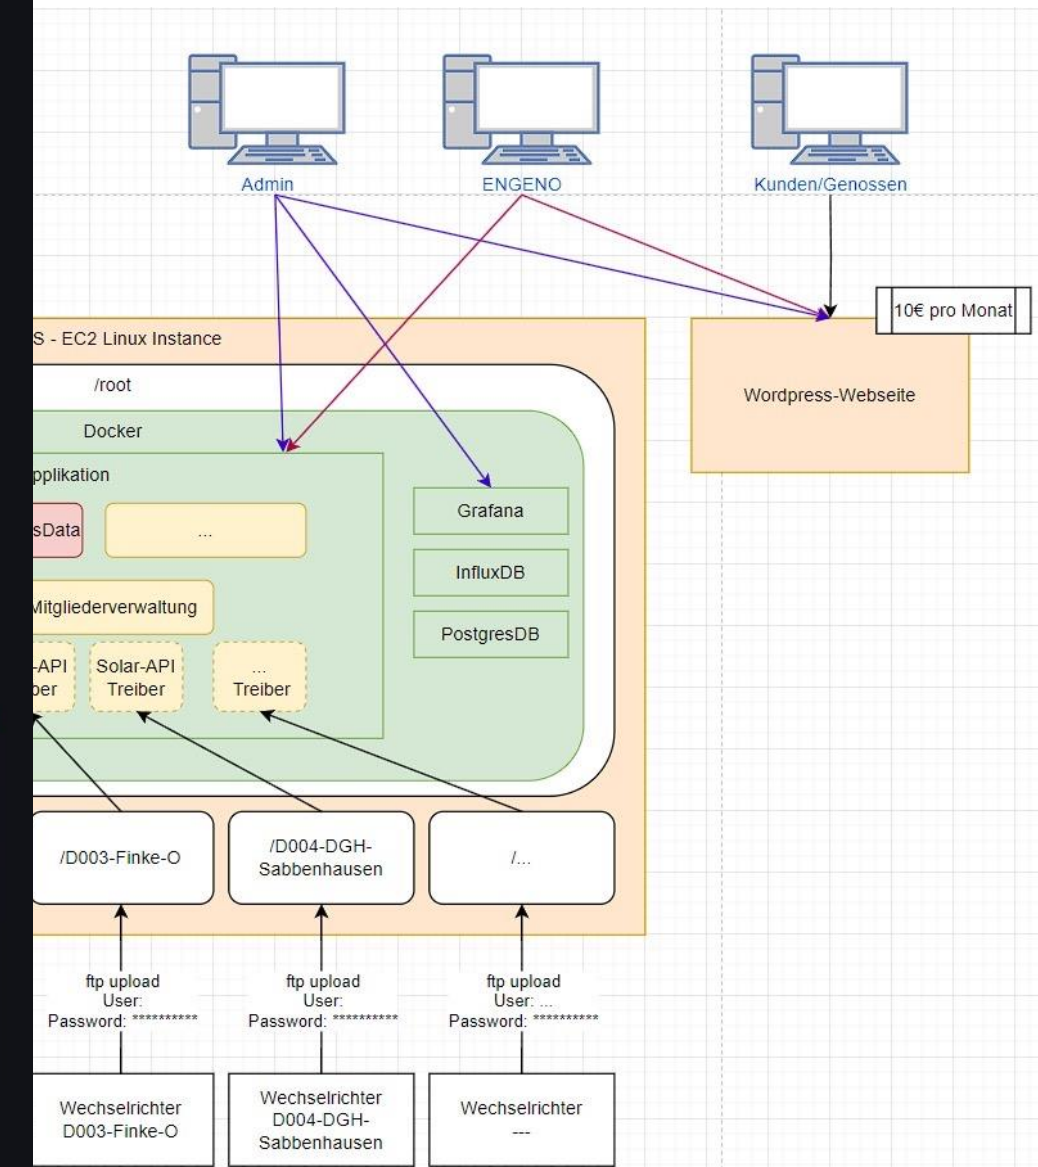 Admin
ENGENO
Kunden/Genossen
10€ pro Monat
S - EC2 Linux Instance
/root
Wordpress-Webseite
Docker
pplikation
Grafana
sData
...
InfluxDB
Mitgliederverwaltung
PostgresDB
-API
ber
Solar-API
Treiber
...
Treiber
/D003-Finke-O
/D004-DGH-
Sabbenhausen
/...
ftp upload
User:
Password: **********
ftp upload
User:
Password: **********
ftp upload
User: ...
Password: **********
Wechselrichter
D003-Finke-O
Wechselrichter
D004-DGH-
Sabbenhausen
Wechselrichter
---